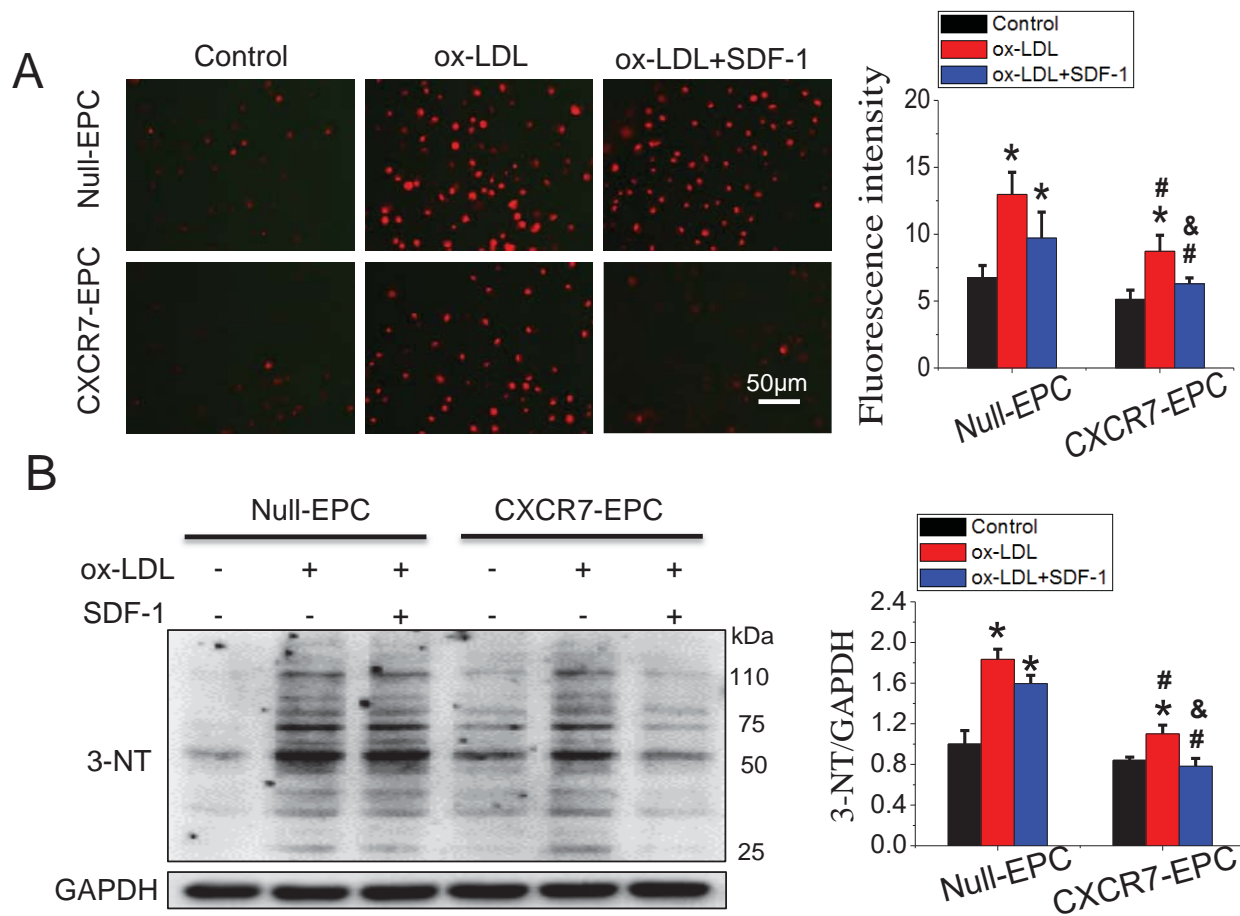 A
Control
ox-LDL
ox-LDL+SDF-1
Null-EPC
CXCR7-EPC
50µm
Control
ox-LDL
ox-LDL+SDF-1
Fluorescence intensity
20
15
10
5
0
*
*
#
*
&
#
Null-EPC
CXCR7-EPC
B
Null-EPC
CXCR7-EPC
ox-LDL - + + - + +
SDF-1 - - + - - +
kDa
110
75
50
25
3-NT
GAPDH
Control
ox-LDL
ox-LDL+SDF-1
3-NT/GAPDH
2.4
2.0
1.6
1.2
0.8
0.4
0.0
*
*
#
*
&
#
Null-EPC
CXCR7-EPC